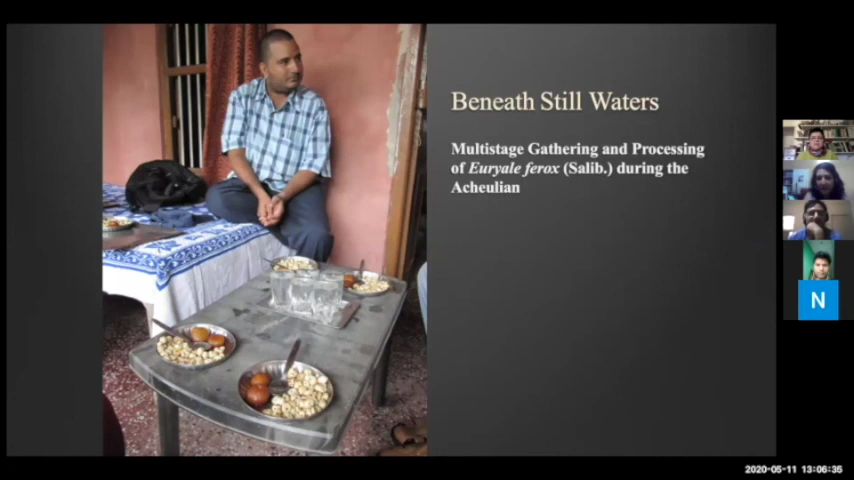 Beneath Still Waters
Multistage Gathering and Processing
of Euryale ferox (Salib.) during the
Acheulian
N
2020-05-11 13:06:35